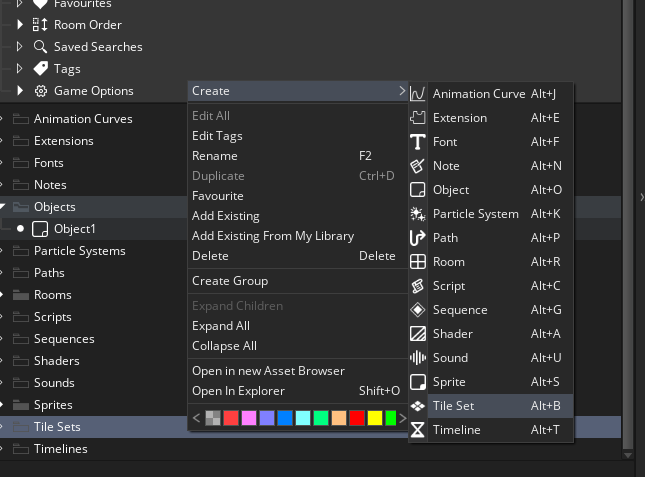 Favourites
Room Order
Saved Searches
Tags
Game Options
Animation Curves
Extensions
Fonts
Notes
Objects
Object1
Particle Systems
Paths
Rooms
Scripts
Sequences
Shaders
Sounds
Sprites
Tile Sets
Timelines
Create
Edit All
Edit Tags
Rename F2
Duplicate Ctrl+D
Favourite
Add Existing
Add Existing From My Library
Delete Delete
Create Group
Expand Children
Expand All
Collapse All
Open in new Asset Browser
Open In Explorer Shift+O
Animation Curve Alt+J
Extension Alt+E
Font Alt+F
Note Alt+N
Object Alt+O
Particle System Alt+K
Path Alt+P
Room Alt+R
Script Alt+C
Sequence Alt+G
Shader Alt+A
Sound Alt+U
Sprite Alt+S
Tile Set Alt+B
Timeline Alt+T